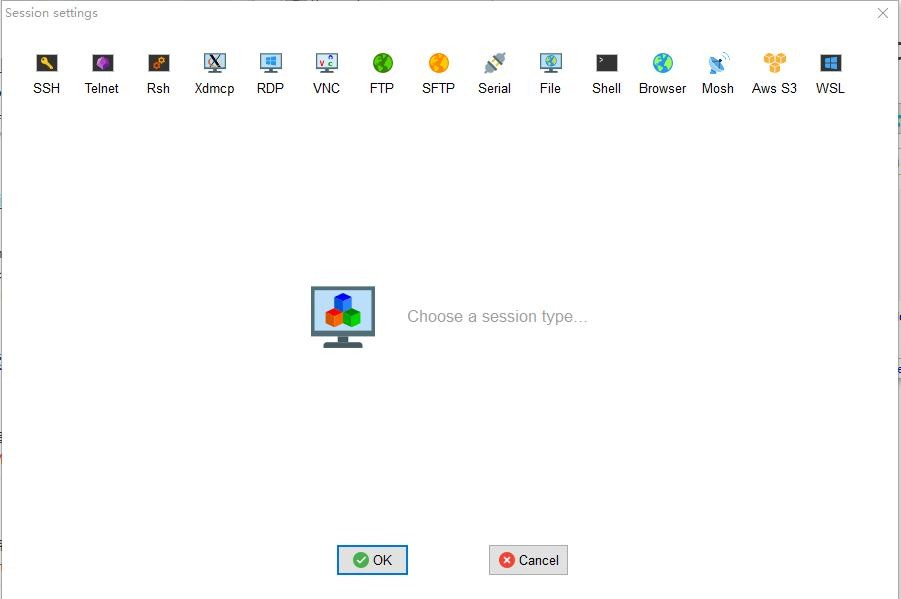 Session settings
SSH Telnet Rsh Xdmcp RDP VNC FTP SFTP Serial File Shell Browser Mosh Aws S3 WSL
Choose a session type...
OK Cancel